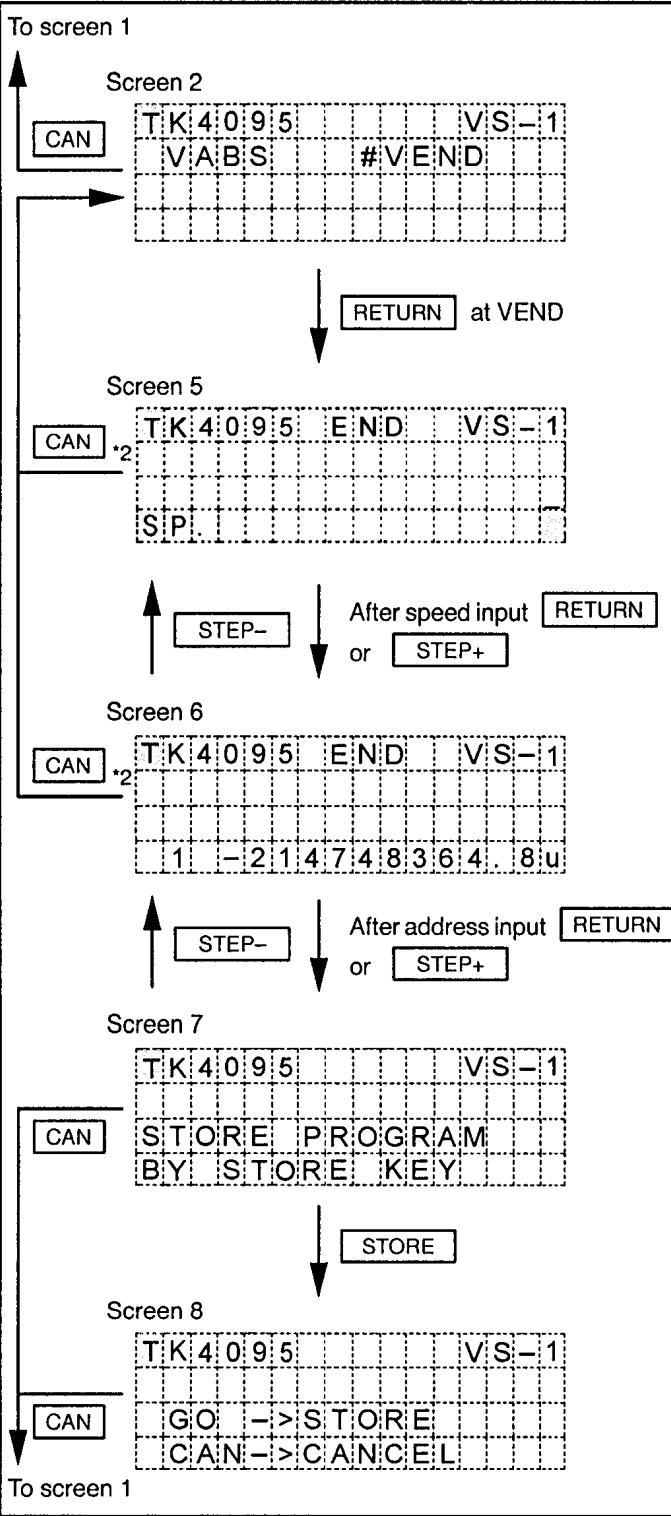 To screen 1
Screen 2
CAN
TK4095 VS-1
VABS #VEND
RETURN at VEND
Screen 5
CAN *2
TK4095 END VS-1
SP. _
STEP– After speed input RETURN
or STEP+
Screen 6
CAN *2
TK4095 END VS-1
1 -214748364.8u
STEP– After address input RETURN
or STEP+
Screen 7
TK4095 VS-1
CAN
STORE PROGRAM
BY STORE KEY
STORE
Screen 8
TK4095 VS-1
CAN
GO ->STORE
CAN->CANCEL
To screen 1